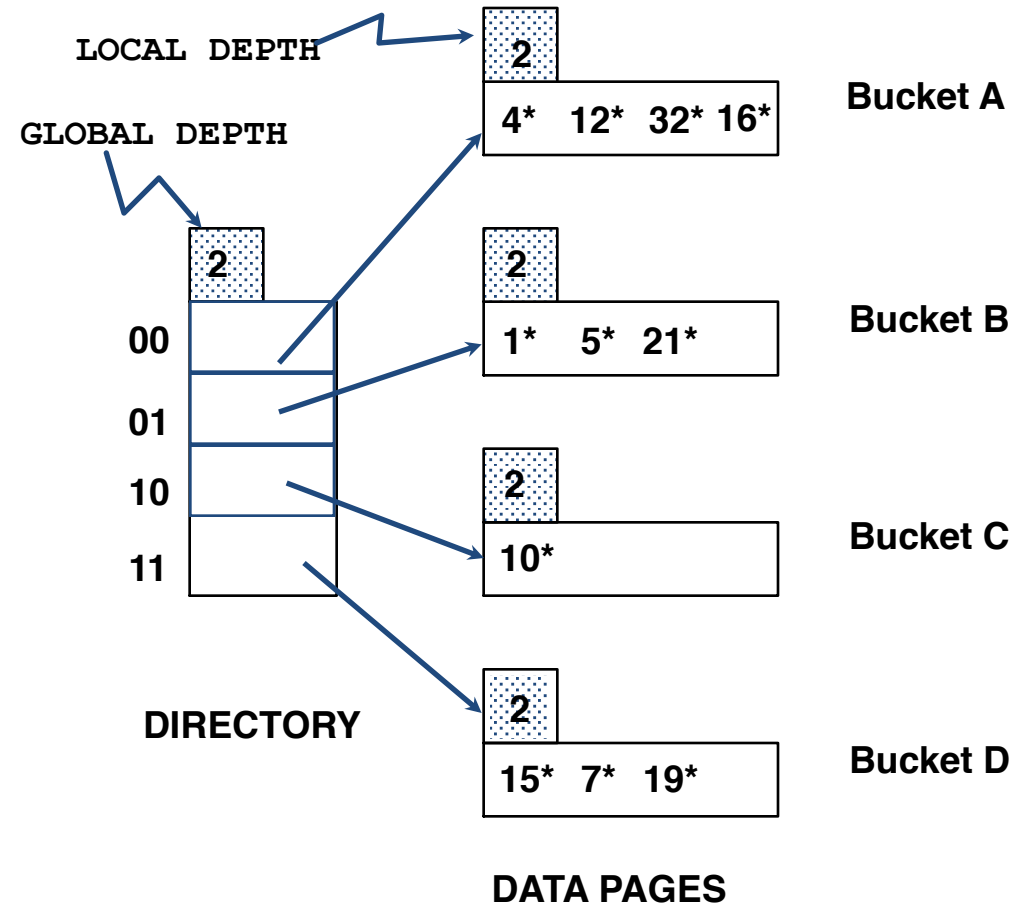 LOCAL DEPTH
2
4* 12* 32* 16*
Bucket A
GLOBAL DEPTH
2
2
1* 5* 21*
Bucket B
00
01
10
11
2
10*
Bucket C
DIRECTORY
2
15* 7* 19*
Bucket D
DATA PAGES